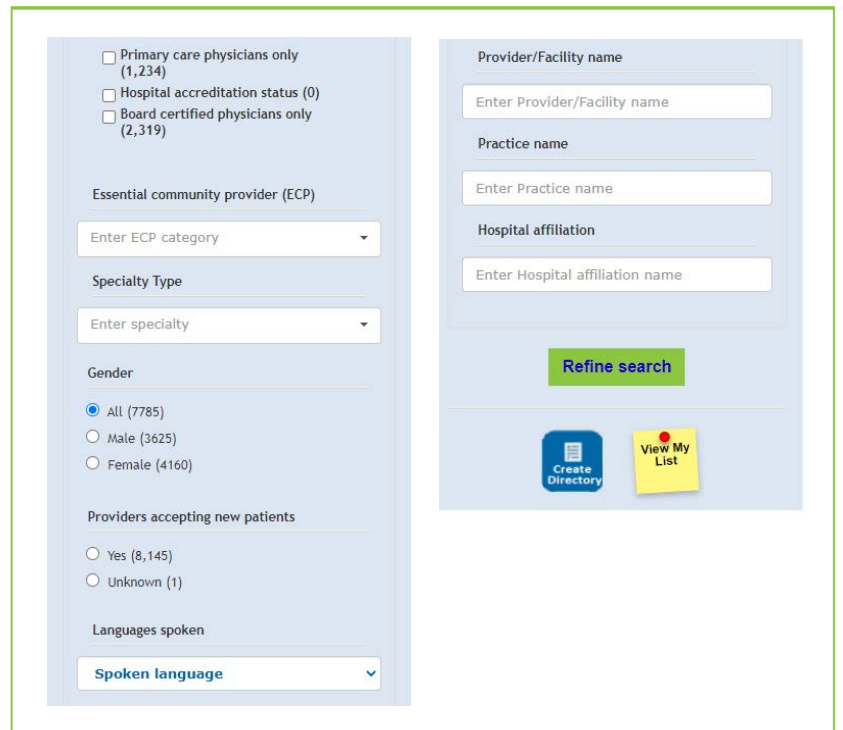 Primary care physicians only
(1,234)
Hospital accreditation status (0)
Board certified physicians only
(2,319)
Essential community provider (ECP)
Enter ECP category
Specialty Type
Enter specialty
Gender
All (7785)
Male (3625)
Female (4160)
Providers accepting new patients
Yes (8,145)
Unknown (1)
Languages spoken
Spoken language
Provider/Facility name
Enter Provider/Facility name
Practice name
Enter Practice name
Hospital affiliation
Enter Hospital affiliation name
Refine search
Create
Directory
View My
List